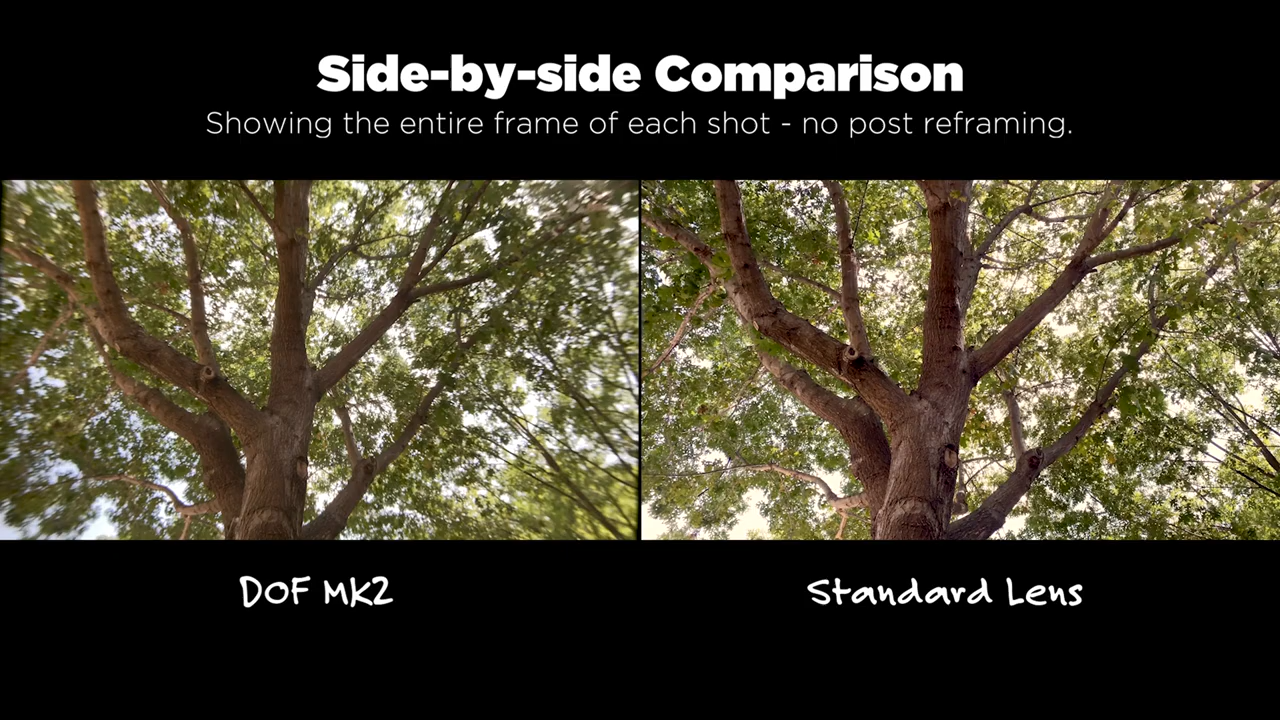 Side-by-side Comparison
Showing the entire frame of each shot - no post reframing.
DOF MK2
Standard Lens